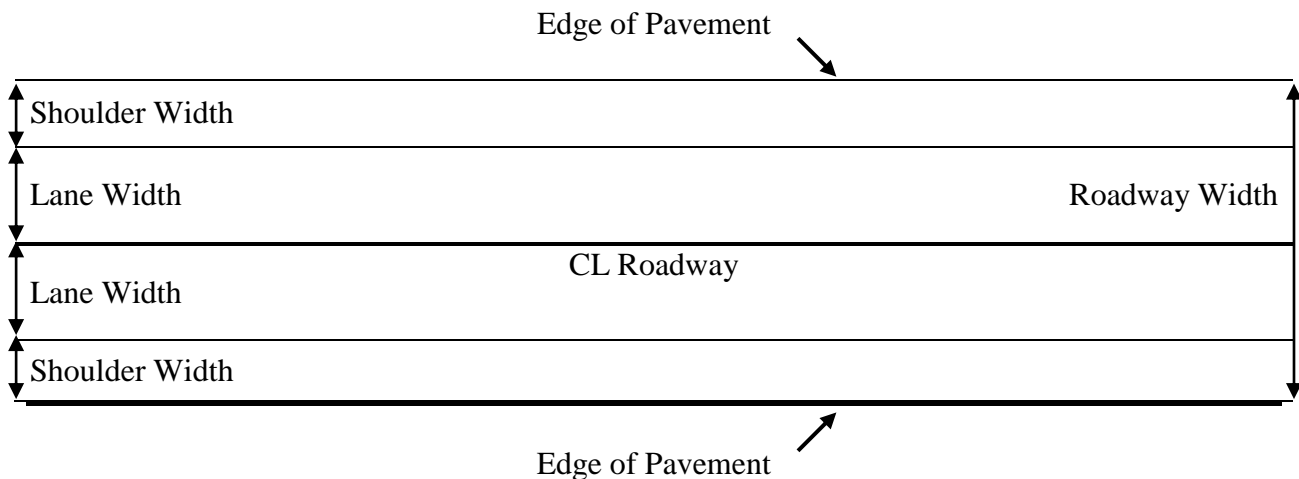 Edge of Pavement
Shoulder Width
Lane Width
Roadway Width
CL Roadway
Lane Width
Shoulder Width
Edge of Pavement